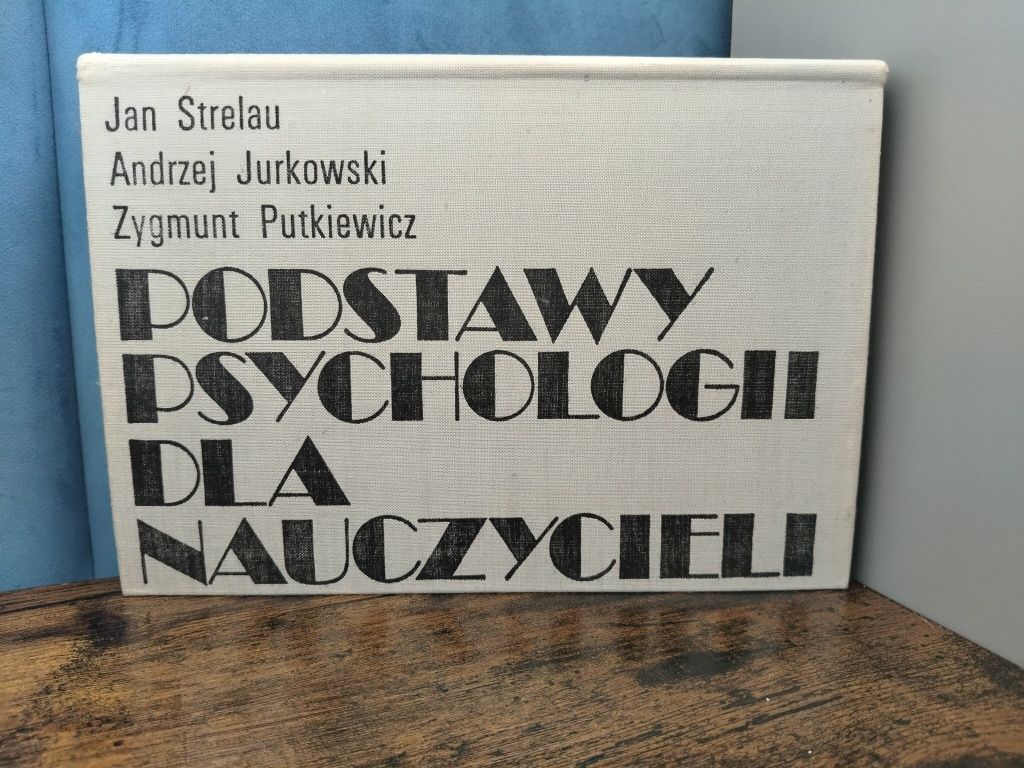 Jan Strelau
Andrzej Jurkowski
Zygmunt Putkiewicz
PODSTAWY
PSYCHOLOGII
DLA
NAUCZYCIELI